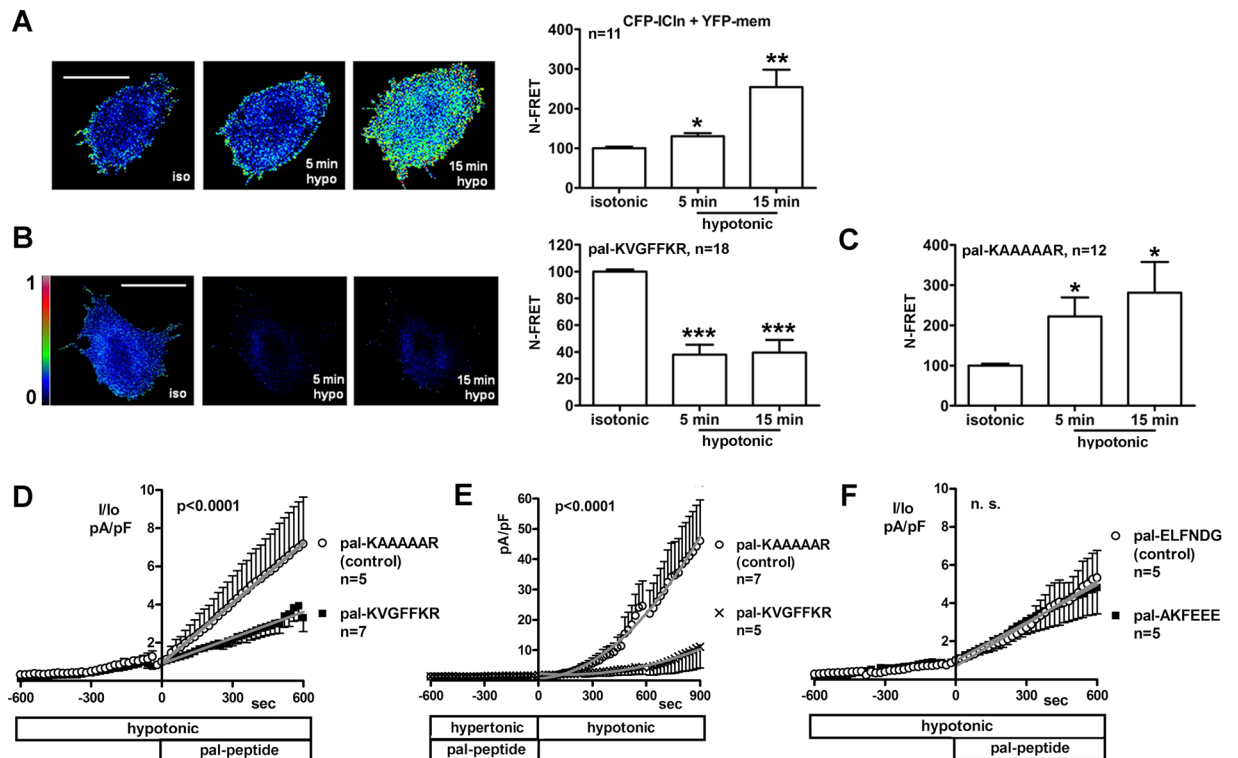 A
iso
5 min
hypo
15 min
hypo
CFP-ICln + YFP-mem
n=11
N-FRET
400
300
200
100
0
*
**
isotonic
5 min
15 min
hypotonic
B
1
0
iso
5 min
hypo
15 min
hypo
pal-KVGFFKR, n=18
N-FRET
120
100
80
60
40
20
0
***
***
isotonic
5 min
15 min
hypotonic
C
pal-KAAAAAR, n=12
N-FRET
400
300
200
100
0
*
*
isotonic
5 min
15 min
hypotonic
D
I/Io
pA/pF
p<0.0001
10
8
6
4
2
-600
-300
0
300
600
sec
pal-KAAAAAR
(control)
n=5
pal-KVGFFKR
n=7
hypotonic
pal-peptide
E
pA/pF
p<0.0001
60
50
40
30
20
10
-600
-300
0
300
600
900
sec
pal-KAAAAAR
(control)
n=7
pal-KVGFFKR
n=5
hypertonic
hypotonic
pal-peptide
F
I/Io
pA/pF
n. s.
10
8
6
4
2
-600
-300
0
300
600
sec
pal-ELFNDG
(control)
n=5
pal-AKFEEE
n=5
hypotonic
pal-peptide